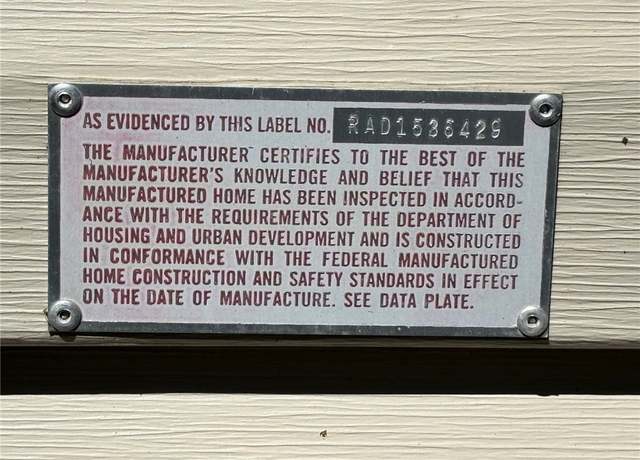 AS EVIDENCED BY THIS LABEL NO. RAD1536429
THE MANUFACTURER CERTIFIES TO THE BEST OF THE
MANUFACTURER'S KNOWLEDGE AND BELIEF THAT THIS
MANUFACTURED HOME HAS BEEN INSPECTED IN ACCORD-
ANCE WITH THE REQUIREMENTS OF THE DEPARTMENT OF
HOUSING AND URBAN DEVELOPMENT AND IS CONSTRUCTED
IN CONFORMANCE WITH THE FEDERAL MANUFACTURED
HOME CONSTRUCTION AND SAFETY STANDARDS IN EFFECT
ON THE DATE OF MANUFACTURE. SEE DATA PLATE.